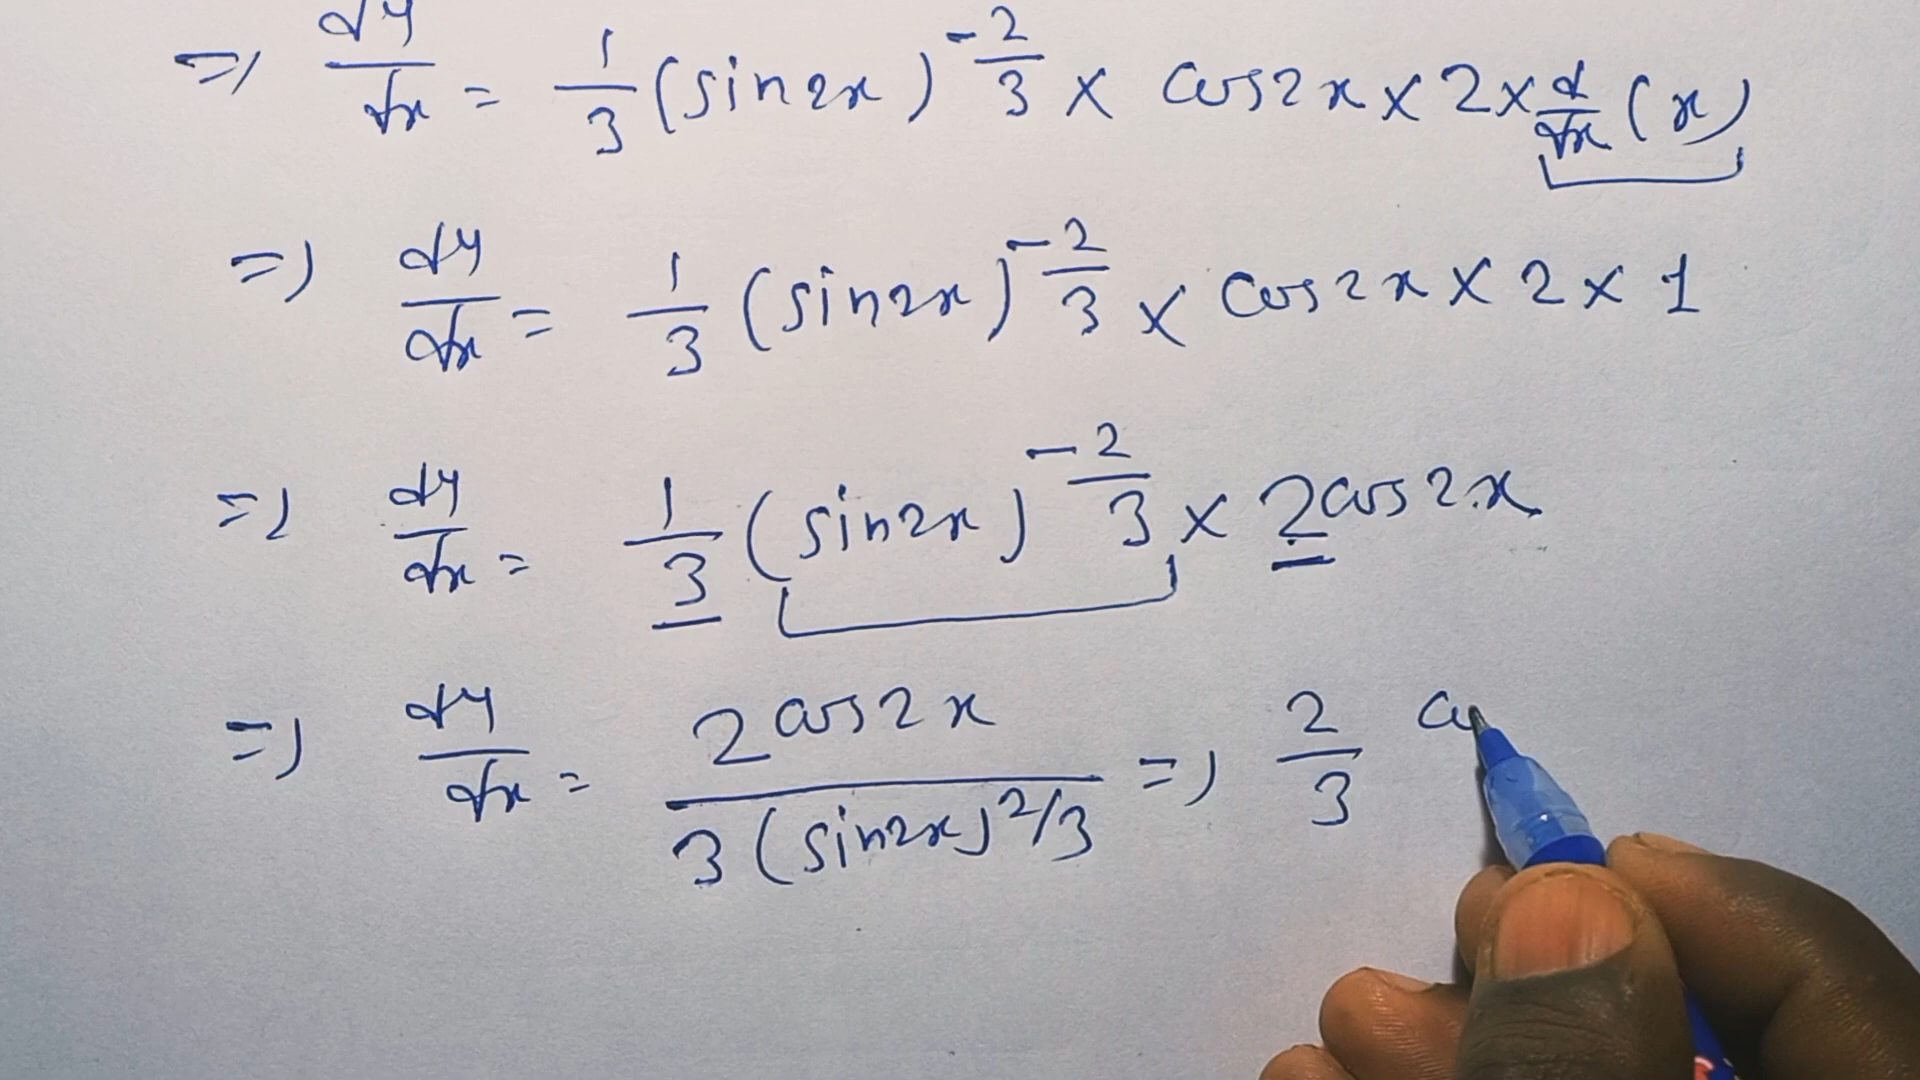 => dy/dx = 1/3 (sin2x)^-2/3 × cos2x × 2 × d/dx (x)
=> dy/dx = 1/3 (sin2x)^-2/3 × cos2x × 2 × 1
=> dy/dx = 1/3 (sin2x)^-2/3 × 2cos2x
=> dy/dx = 2cos2x / 3(sin2x)^2/3 => 2/3 co